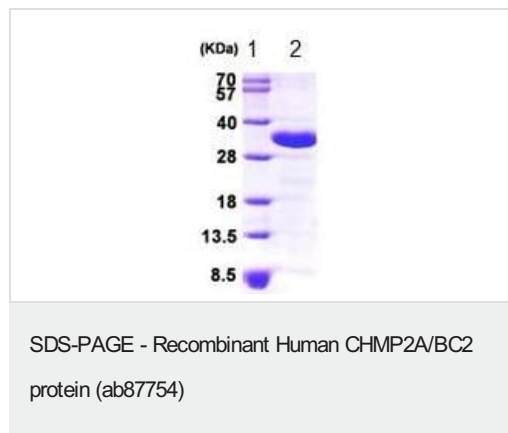 (KDa) 1 2
70
57
40
28
18
13.5
8.5
SDS-PAGE - Recombinant Human CHMP2A/BC2
protein (ab87754)